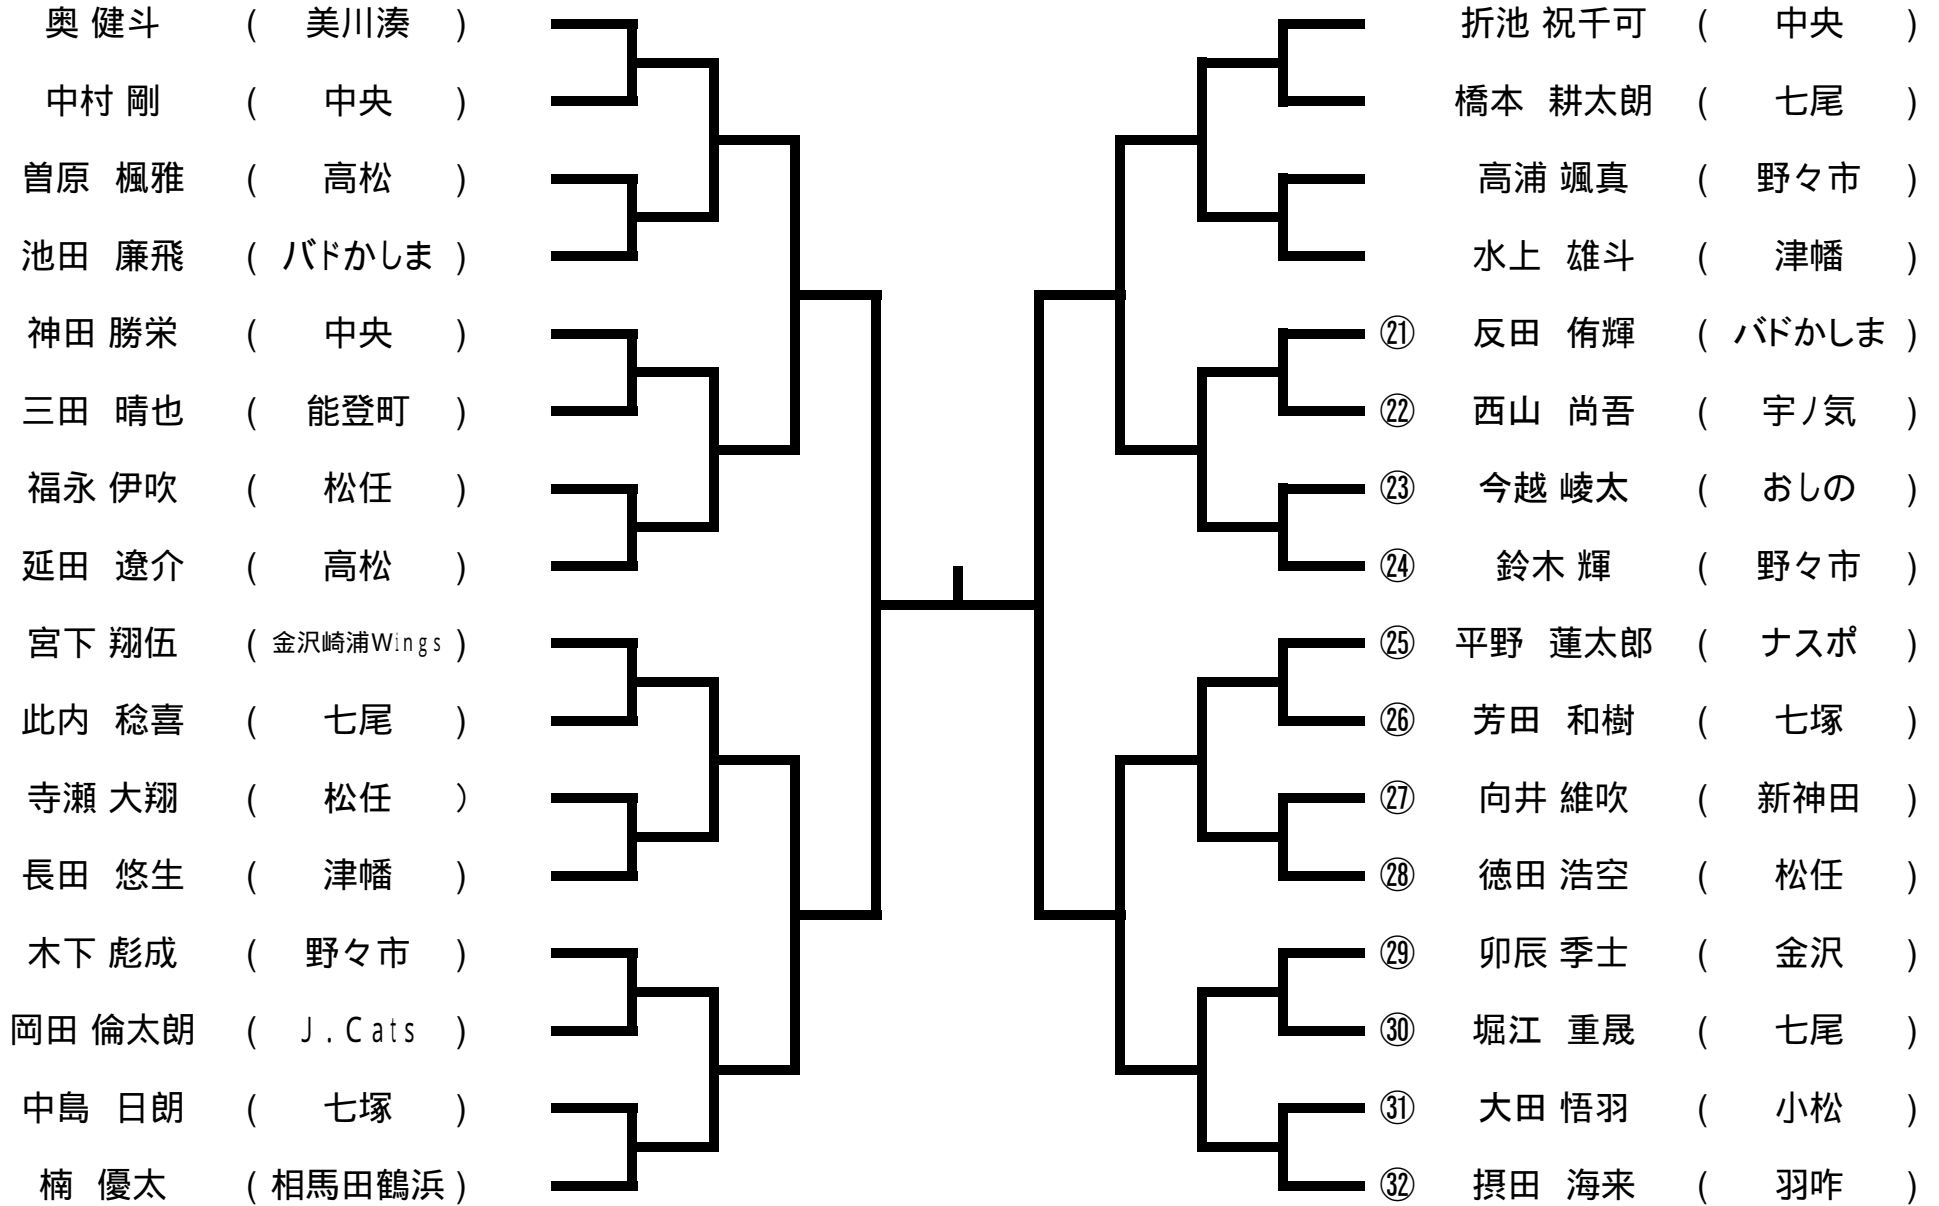 奥 健斗 ( 美川湊 )
中村 剛 ( 中央 )
曽原 楓雅 ( 高松 )
池田 廉飛 ( バドかしま )
神田 勝栄 ( 中央 )
三田 晴也 ( 能登町 )
福永 伊吹 ( 松任 )
延田 遼介 ( 高松 )
宮下 翔伍 ( 金沢崎浦Wings )
此内 稔喜 ( 七尾 )
寺瀬 大翔 ( 松任 )
長田 悠生 ( 津幡 )
木下 彪成 ( 野々市 )
岡田 倫太朗 ( J.Cats )
中島 日朗 ( 七塚 )
楠 優太 ( 相馬田鶴浜 )
折池 祝千可 ( 中央 )
橋本 耕太朗 ( 七尾 )
高浦 颯真 ( 野々市 )
水上 雄斗 ( 津幡 )
㉑ 反田 侑輝 ( バドかしま )
㉒ 西山 尚吾 ( 宇ノ気 )
㉓ 今越 崚太 ( おしの )
㉔ 鈴木 輝 ( 野々市 )
㉕ 平野 蓮太郎 ( ナスポ )
㉖ 芳田 和樹 ( 七塚 )
㉗ 向井 維吹 ( 新神田 )
㉘ 徳田 浩空 ( 松任 )
㉙ 卯辰 季士 ( 金沢 )
㉚ 堀江 重晟 ( 七尾 )
㉛ 大田 悟羽 ( 小松 )
㉜ 摂田 海来 ( 羽咋 )